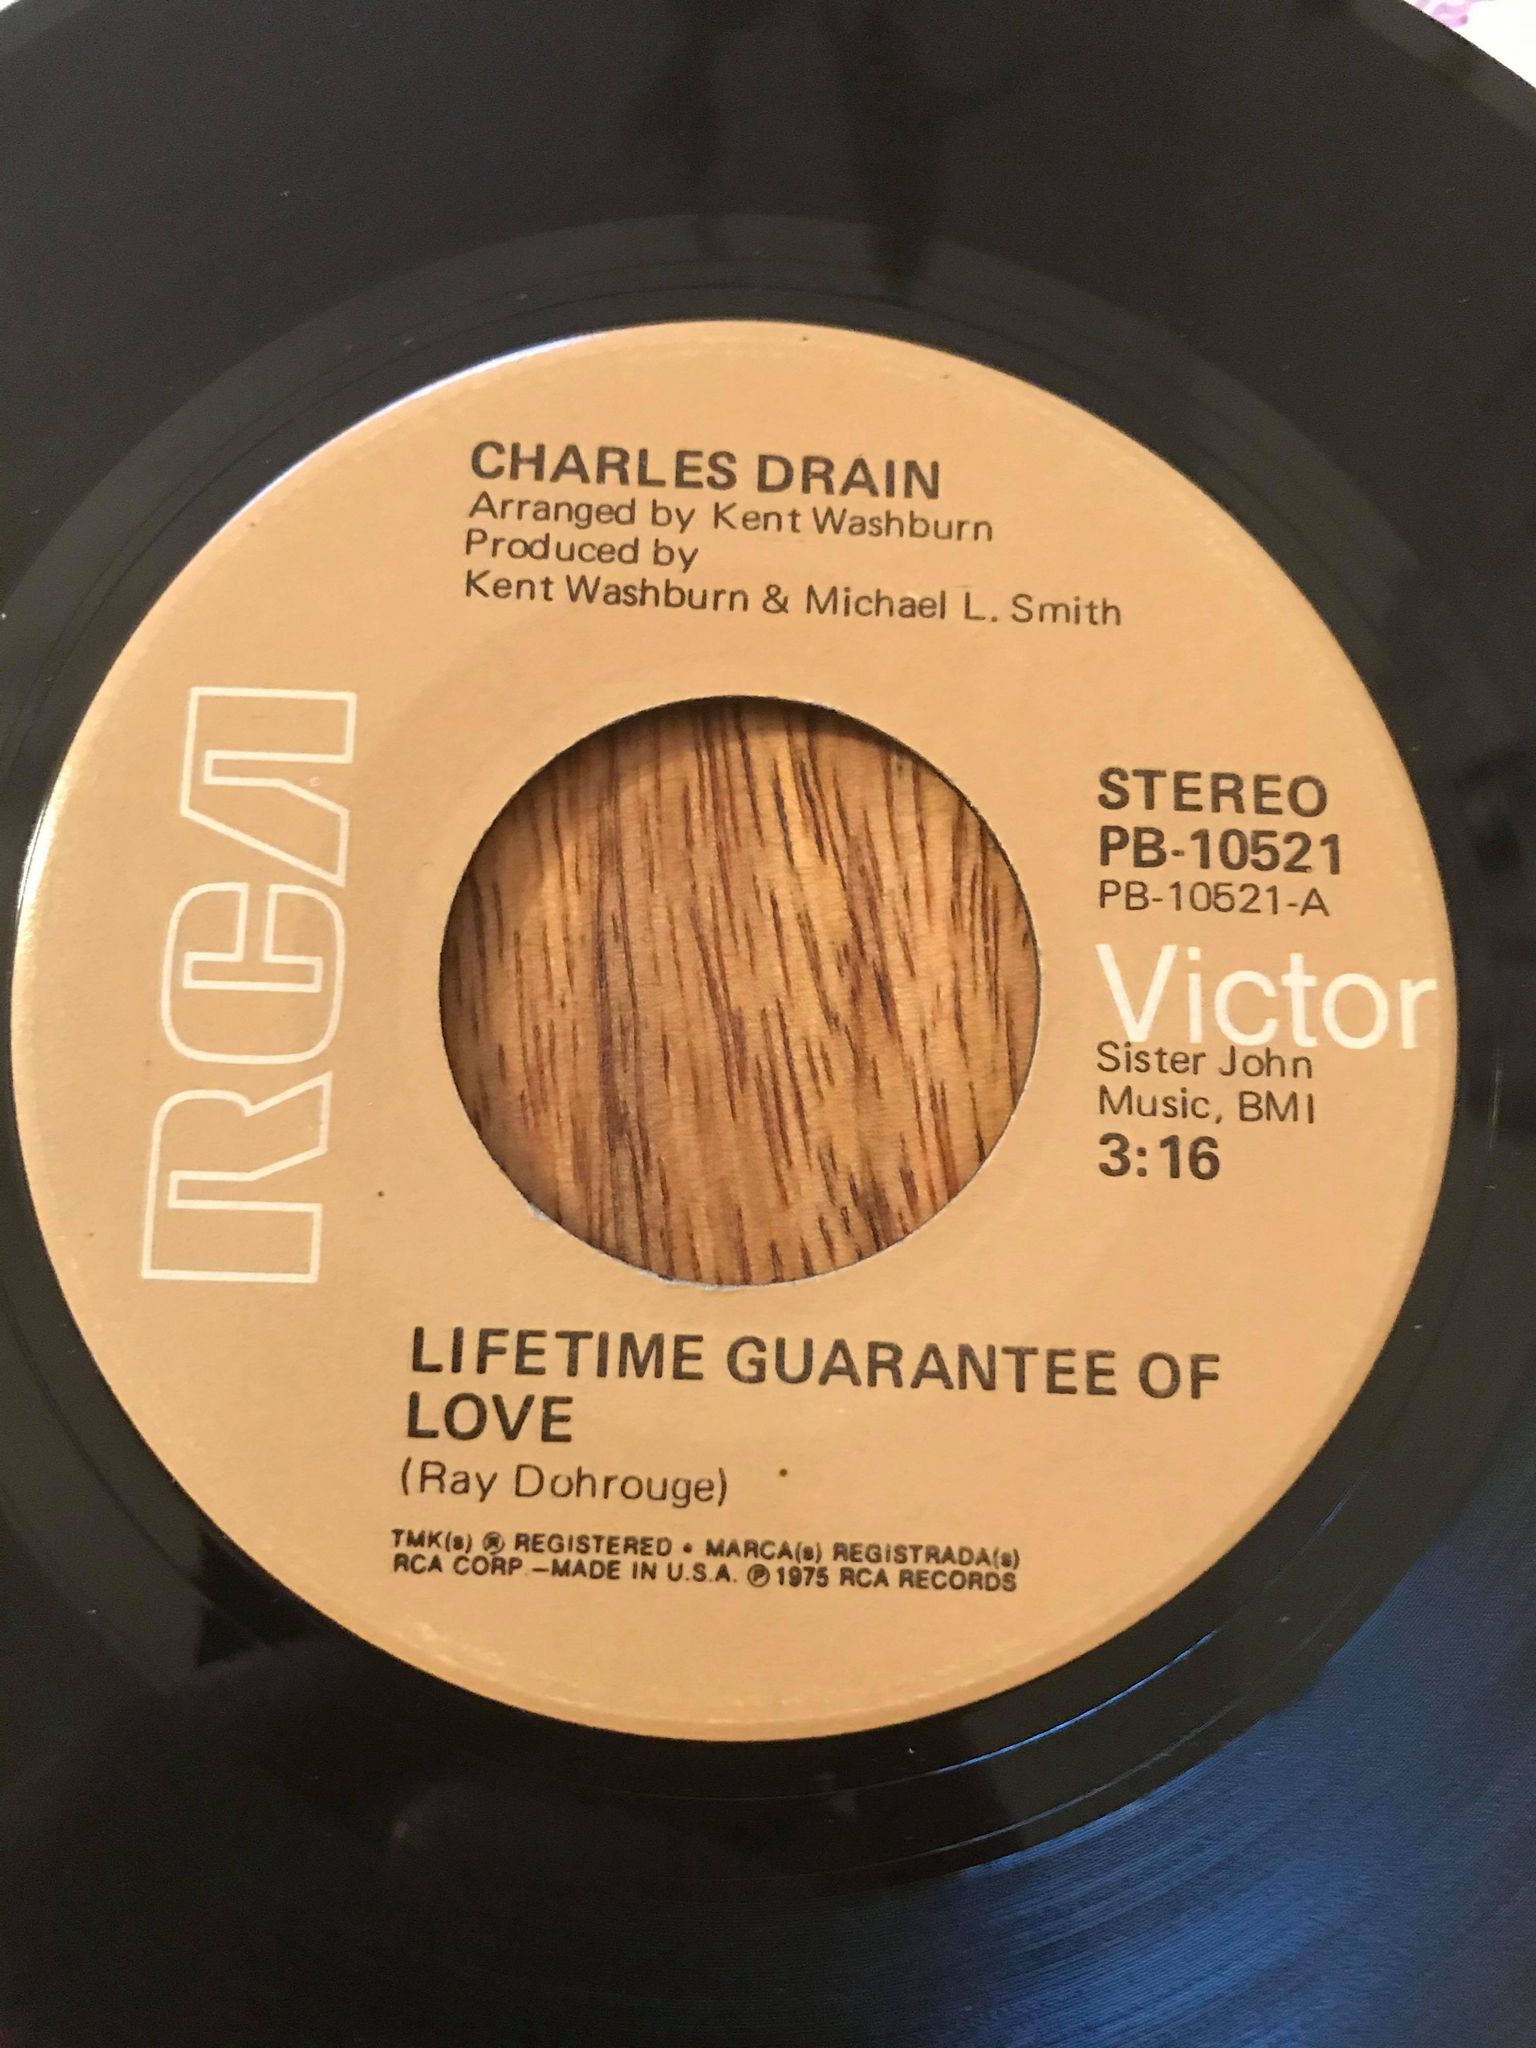 CHARLES DRAIN
Arranged by Kent Washburn
Produced by
Kent Washburn & Michael L. Smith
RCA
STEREO
PB-10521
PB-10521-A
Victor
Sister John
Music, BMI
3:16
LIFETIME GUARANTEE OF
LOVE
(Ray Dohrouge)
TMK(s) ® REGISTERED • MARCA(s) REGISTRADA(s)
RCA CORP.—MADE IN U.S.A. ℗ 1975 RCA RECORDS